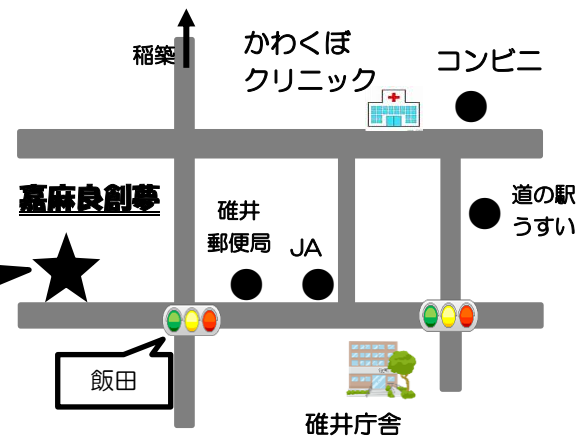 稲築
かわくぼ
クリニック
コンビニ
嘉麻良創夢
碓井
郵便局
JA
道の駅
うすい
飯田
碓井庁舎